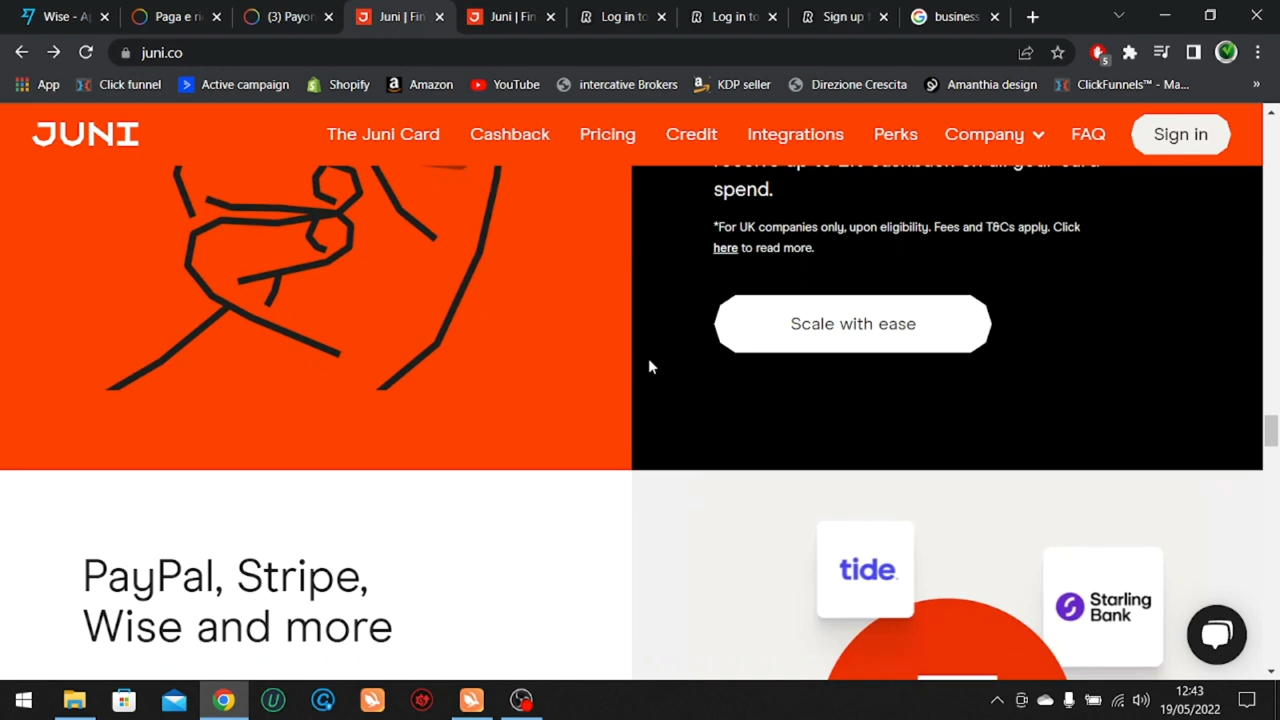 Wise - A
Paga e ri
(3) Payon
Juni | Fin
Juni | Fin
Log in to
Log in to
Sign up f
business
juni.co
5
App
Click funnel
Active campaign
Shopify
Amazon
YouTube
intercative Brokers
KDP seller
Direzione Crescita
Amanthia design
ClickFunnels™ - Ma...
JUNI
The Juni Card
Cashback
Pricing
Credit
Integrations
Perks
Company
FAQ
Sign in
spend.
*For UK companies only, upon eligibility. Fees and T&Cs apply. Click
here to read more.
Scale with ease
PayPal, Stripe,
Wise and more
tide
Starling
Bank
12:43
19/05/2022